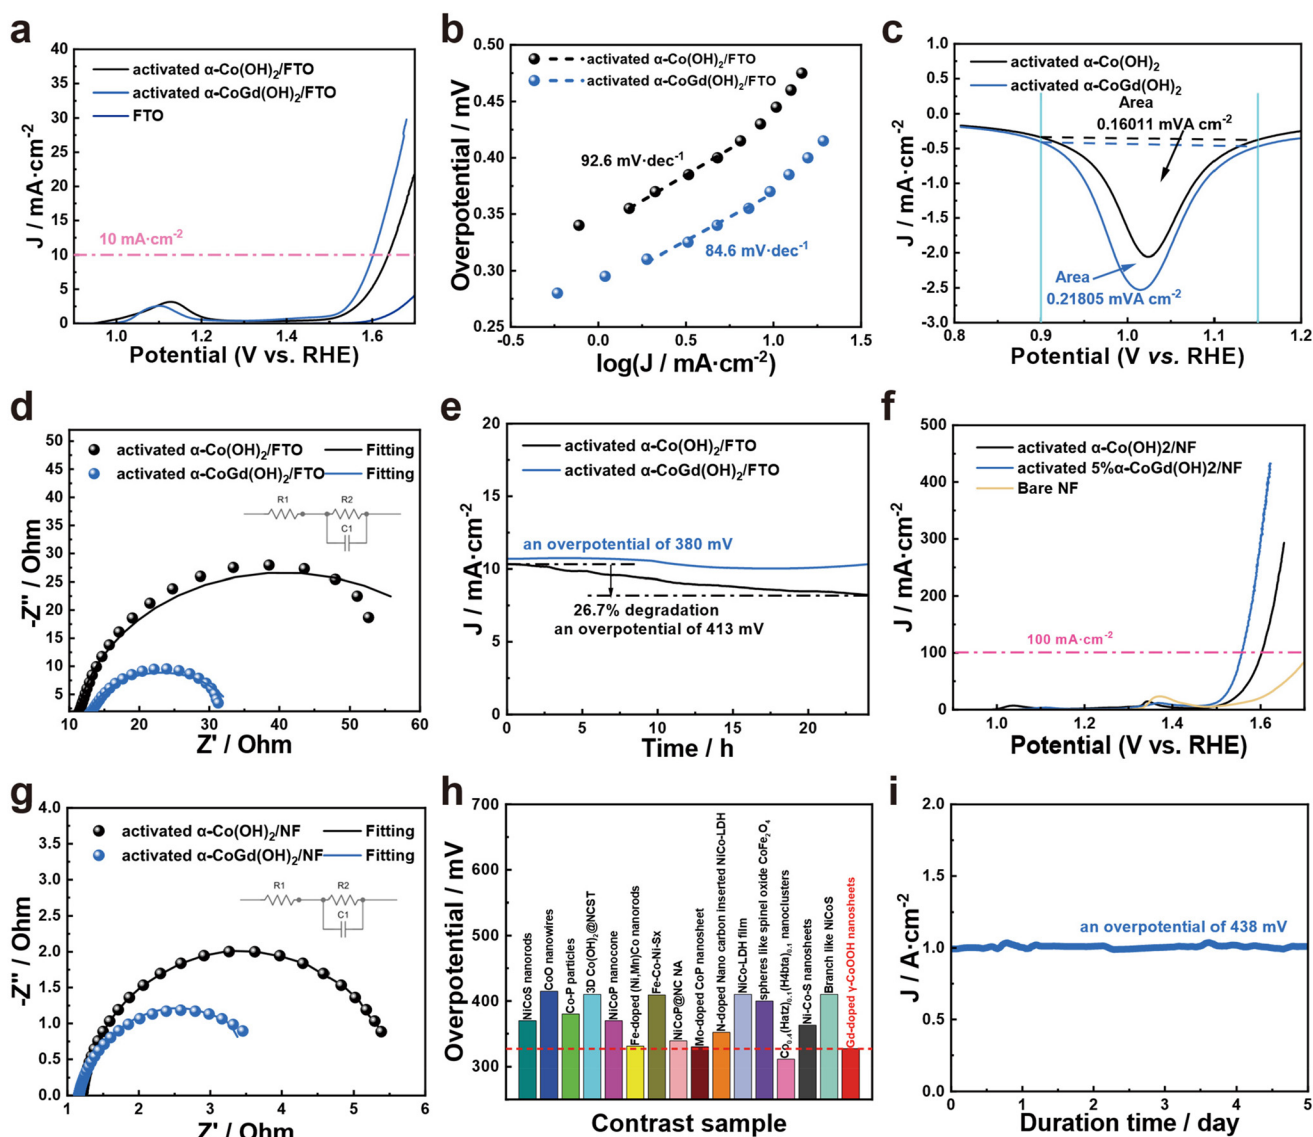 a
40
35
30
25
20
15
10
5
0
J / mA·cm⁻²
activated α-Co(OH)₂/FTO
activated α-CoGd(OH)₂/FTO
FTO
10 mA·cm⁻²
1.0 1.2 1.4 1.6
Potential (V vs. RHE)
b
0.50
0.45
0.40
0.35
0.30
0.25
Overpotential / mV
activated α-Co(OH)₂/FTO
activated α-CoGd(OH)₂/FTO
92.6 mV·dec⁻¹
84.6 mV·dec⁻¹
-0.5 0.0 0.5 1.0 1.5
log(J / mA·cm⁻²)
c
1.0
0.5
0.0
-0.5
-1.0
-1.5
-2.0
-2.5
-3.0
J / mA·cm⁻²
activated α-Co(OH)₂
activated α-CoGd(OH)₂
Area
0.16011 mVA cm⁻²
Area
0.21805 mVA cm⁻²
0.8 0.9 1.0 1.1 1.2
Potential (V vs. RHE)
d
50
45
40
35
30
25
20
15
10
5
-Z" / Ohm
activated α-Co(OH)₂/FTO Fitting
activated α-CoGd(OH)₂/FTO Fitting
R1 R2
C1
10 20 30 40 50 60
Z' / Ohm
e
20
15
10
5
0
J / mA·cm⁻²
activated α-Co(OH)₂/FTO
activated α-CoGd(OH)₂/FTO
an overpotential of 380 mV
26.7% degradation
an overpotential of 413 mV
0 5 10 15 20
Time / h
f
500
400
300
200
100
0
J / mA·cm⁻²
activated α-Co(OH)2/NF
activated 5%α-CoGd(OH)2/NF
Bare NF
100 mA·cm⁻²
1.0 1.2 1.4 1.6
Potential (V vs. RHE)
g
4.0
3.5
3.0
2.5
2.0
1.5
1.0
0.5
0.0
-Z" / Ohm
activated α-Co(OH)₂/NF Fitting
activated α-CoGd(OH)₂/NF Fitting
R1 R2
C1
1 2 3 4 5 6
Z' / Ohm
h
700
600
500
400
300
Overpotential / mV
NiCoS nanorods
CoO nanowires
Co-P particles
3D Co(OH)₂@NCST
NiCoP nanocone
Fe-doped (Ni,Mn)Co nanorods
Fe-Co-Ni-Sx
NiCoP@NC NA
Mo-doped CoP nanosheet
N-doped Nano carbon inserted NiCo-LDH
NiCo-LDH film
spheres like spinel oxide CoFe₂O₄
Co₀.₄(Hatz)₀.₁(H4bta)₀.₁ nanoclusters
Ni-Co-S nanosheets
Branch like NiCoS
Gd-doped γ-CoOOH nanosheets
Contrast sample
i
2.0
1.5
1.0
0.5
0.0
J / A·cm⁻²
an overpotential of 438 mV
0 1 2 3 4 5
Duration time / day